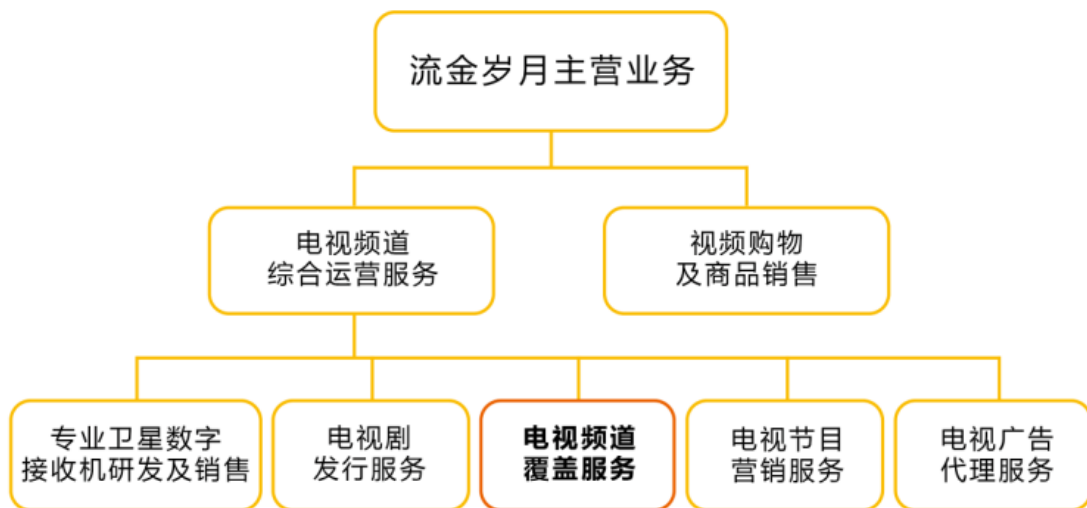 流金岁月主营业务
电视频道
综合运营服务
视频购物
及商品销售
专业卫星数字
接收机研发及销售
电视剧
发行服务
电视频道
覆盖服务
电视节目
营销服务
电视广告
代理服务